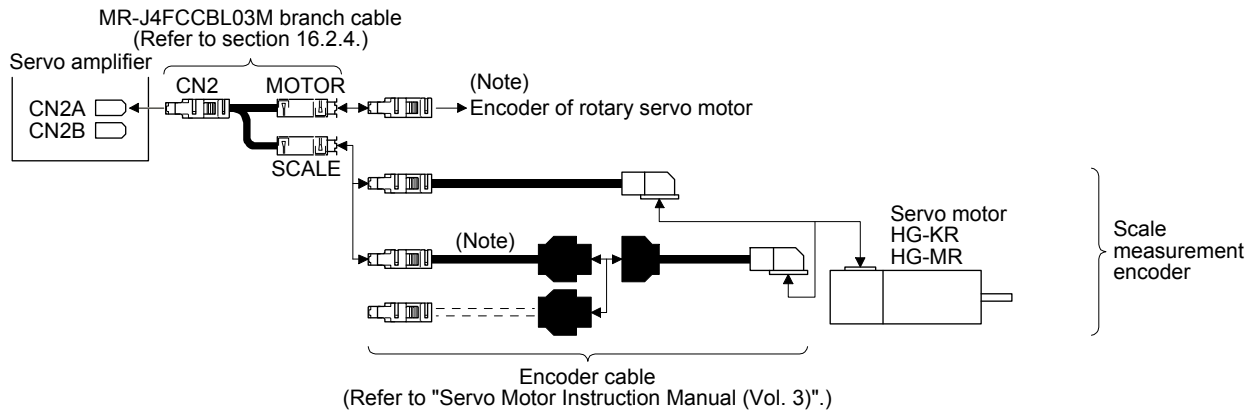 MR-J4FCCBL03M branch cable
(Refer to section 16.2.4.)
Servo amplifier
CN2
MOTOR
(Note)
CN2A
Encoder of rotary servo motor
CN2B
SCALE
Servo motor
HG-KR
HG-MR
(Note)
Scale
measurement
encoder
Encoder cable
(Refer to "Servo Motor Instruction Manual (Vol. 3)".)